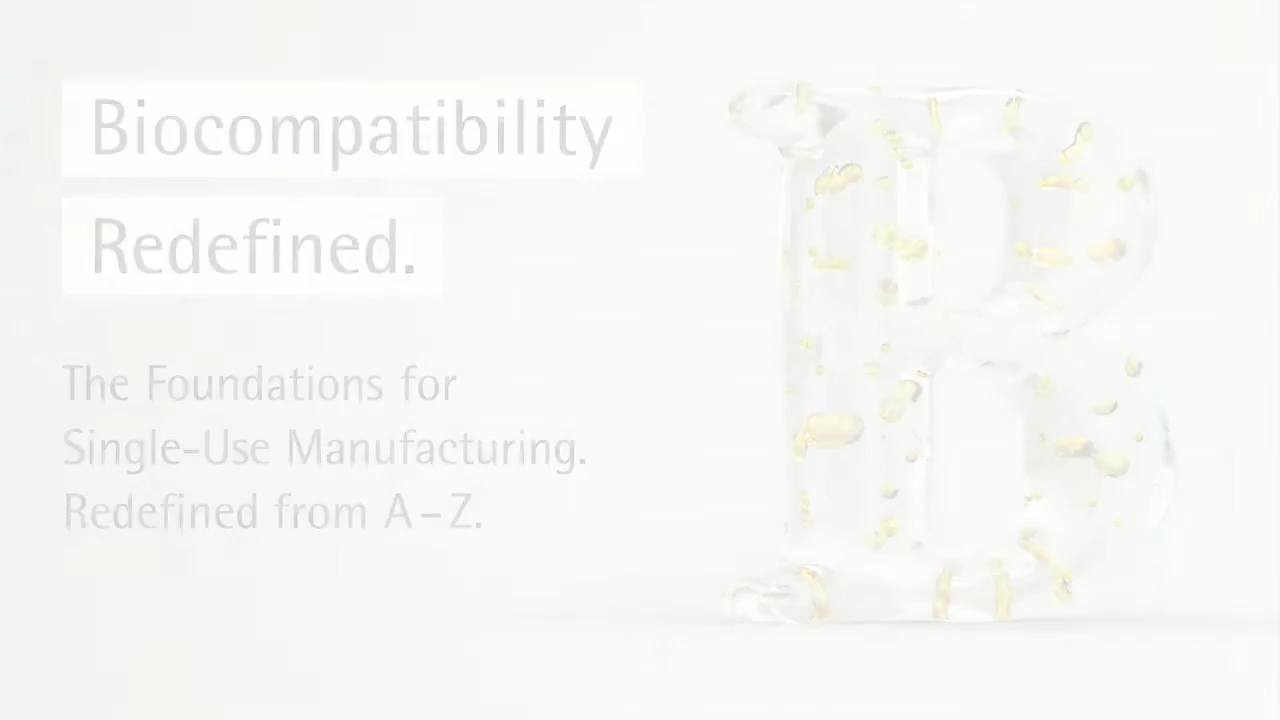 Biocompatibility
Redefined.
The Foundations for
Single-Use Manufacturing.
Redefined from A – Z.
B